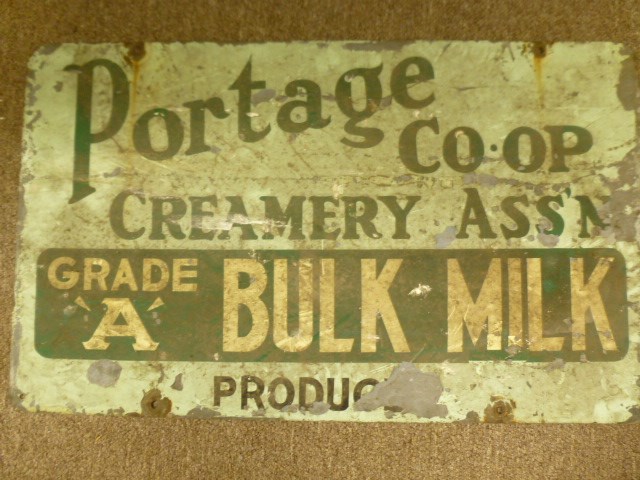 Portage
CO·OP
CREAMERY ASS'N
GRADE
"A"
BULK MILK